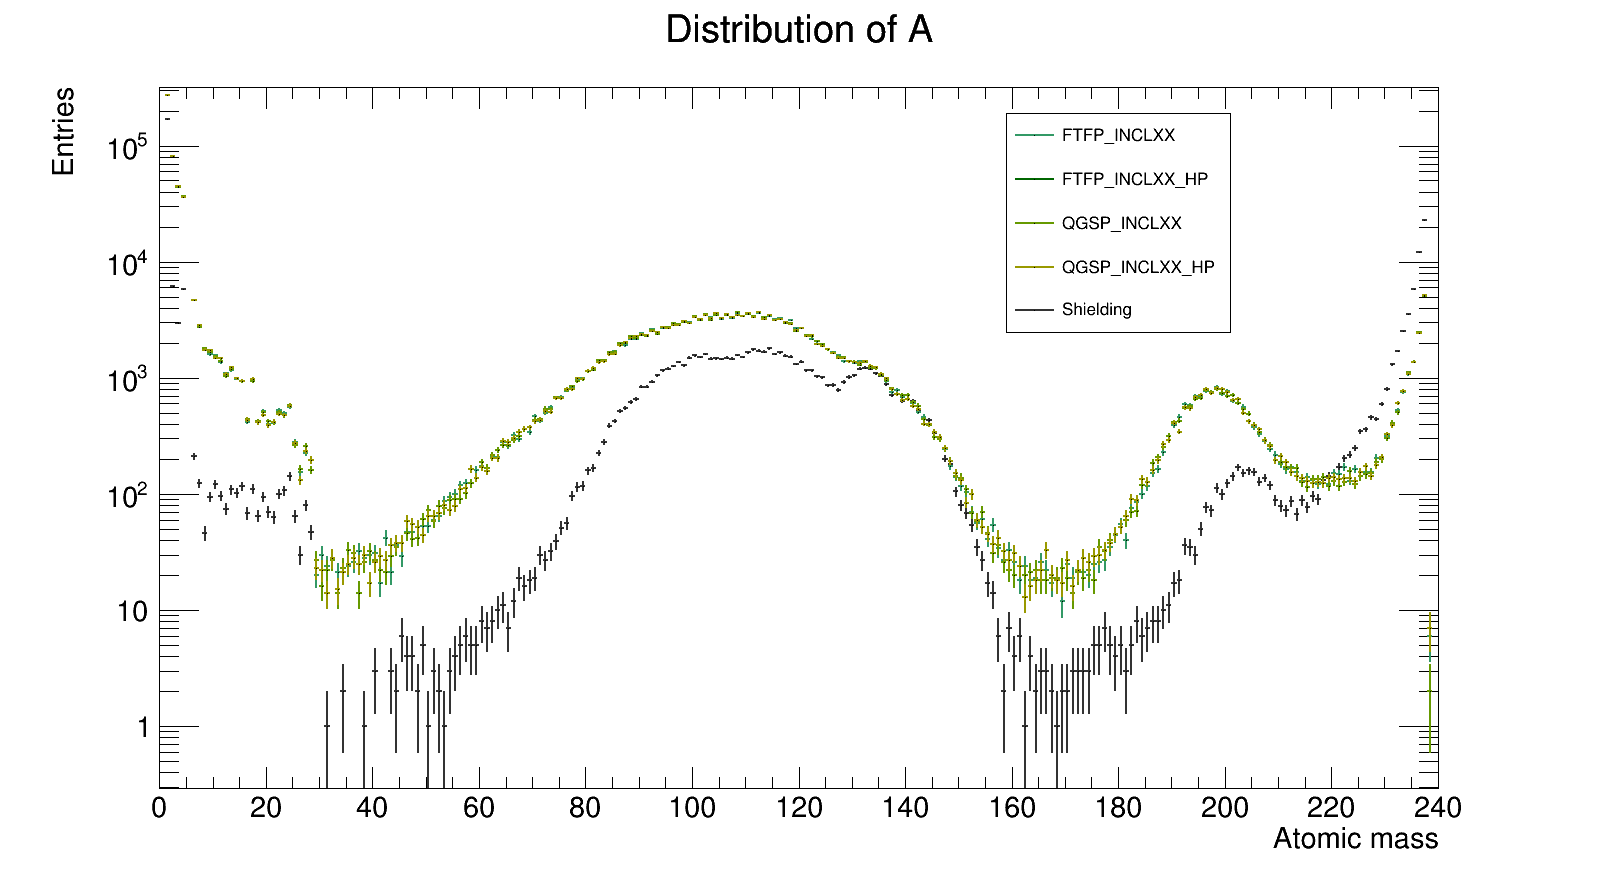 Distribution of A
Entries
10^5
10^4
10^3
10^2
10
1
FTFP_INCLXX
FTFP_INCLXX_HP
QGSP_INCLXX
QGSP_INCLXX_HP
Shielding
0 20 40 60 80 100 120 140 160 180 200 220 240
Atomic mass